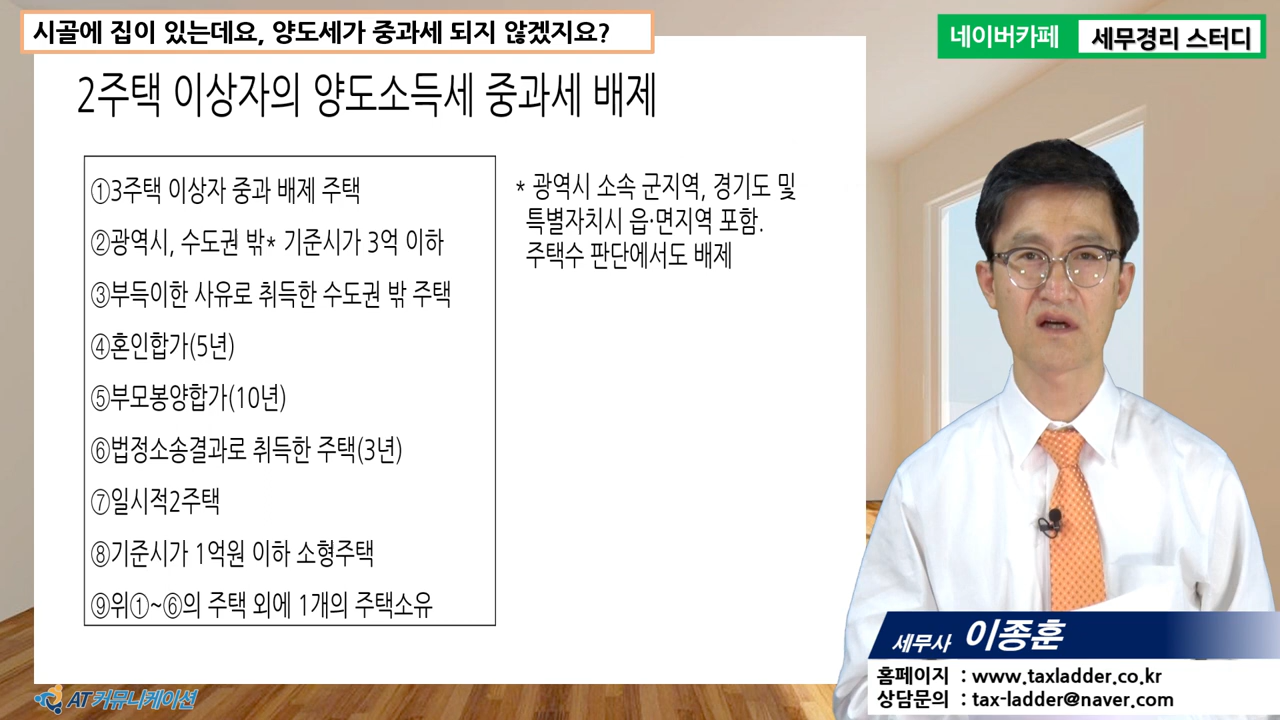 시골에 집이 있는데요, 양도세가 중과세 되지 않겠지요?
네이버카페 세무경리 스터디
2주택 이상자의 양도소득세 중과세 배제
①3주택 이상자 중과 배제 주택
②광역시, 수도권 밖* 기준시가 3억 이하
③부득이한 사유로 취득한 수도권 밖 주택
④혼인합가(5년)
⑤부모봉양합가(10년)
⑥법정소송결과로 취득한 주택(3년)
⑦일시적2주택
⑧기준시가 1억원 이하 소형주택
⑨위①~⑥의 주택 외에 1개의 주택소유
* 광역시 소속 군지역, 경기도 및
특별자치시 읍·면지역 포함.
주택수 판단에서도 배제
세무사 이종훈
홈페이지 : www.taxladder.co.kr
상담문의 : tax-ladder@naver.com
AT커뮤니케이션